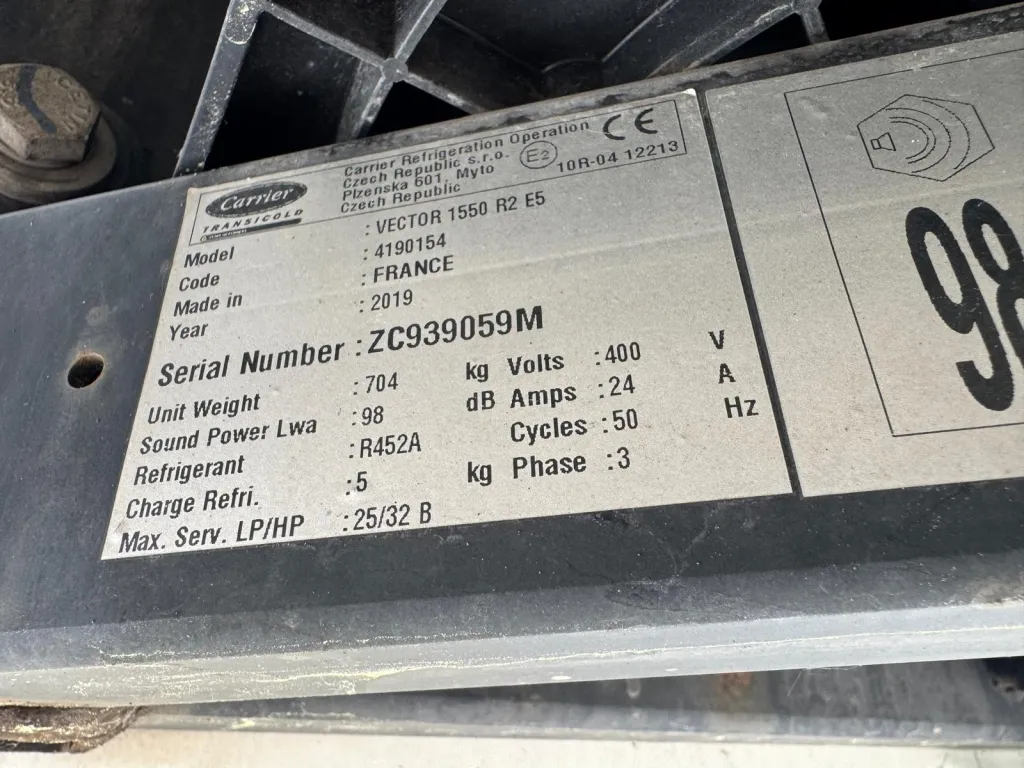 Carrier
TRANSICOLD
Carrier Refrigeration Operation
Czech Republic s.r.o.
Plzenska 601, Myto
Czech Republic
CE
E2
10R-04 12213
Model : VECTOR 1550 R2 E5
Code : 4190154
Made in : FRANCE
Year : 2019
Serial Number : ZC939059M
Unit Weight : 704 kg Volts : 400 V
Sound Power Lwa : 98 dB Amps : 24 A
Refrigerant : R452A Cycles : 50 Hz
Charge Refri. : 5 kg Phase : 3
Max. Serv. LP/HP : 25/32 B
98